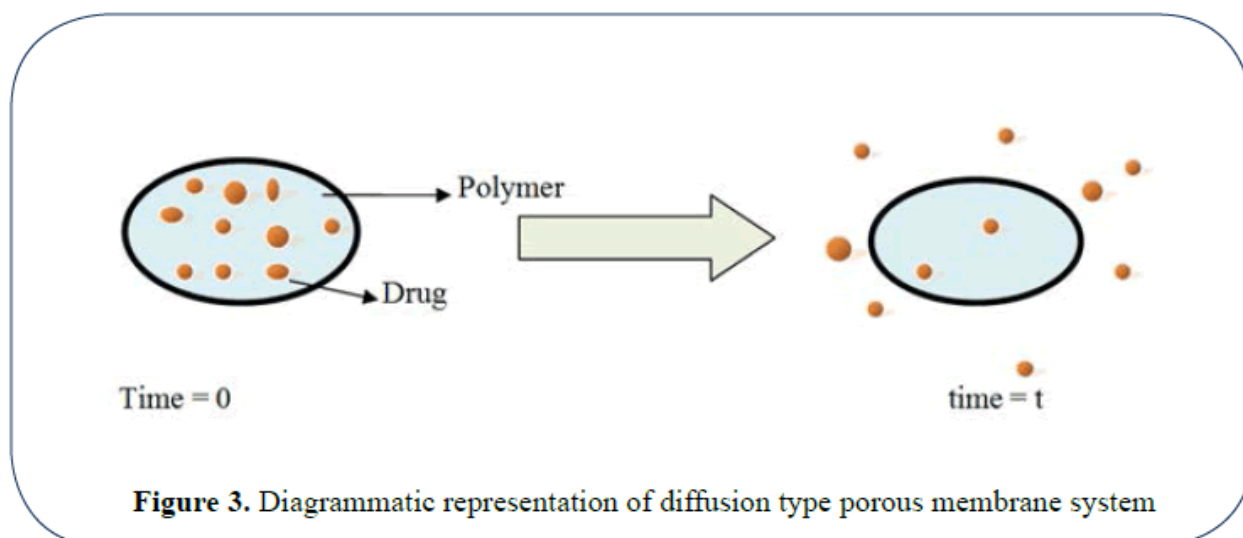 Polymer
Drug
Time = 0
time = t
Figure 3. Diagrammatic representation of diffusion type porous membrane system